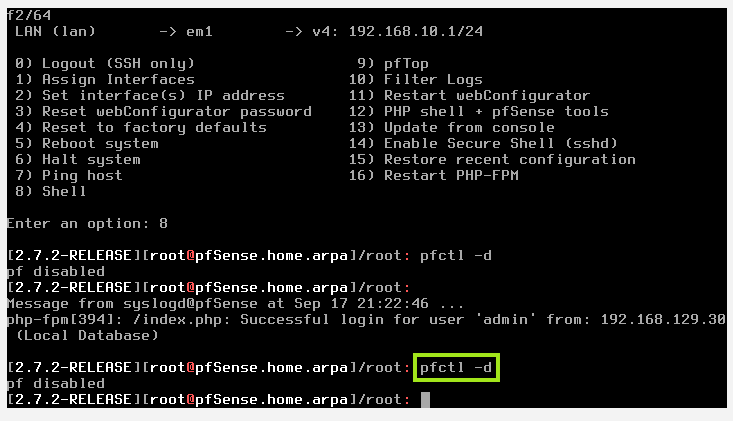 f2/64
LAN (lan)       -> em1        -> v4: 192.168.10.1/24
0) Logout (SSH only)                    9) pfTop
1) Assign Interfaces                   10) Filter Logs
2) Set interface(s) IP address         11) Restart webConfigurator
3) Reset webConfigurator password      12) PHP shell + pfSense tools
4) Reset to factory defaults           13) Update from console
5) Reboot system                       14) Enable Secure Shell (sshd)
6) Halt system                         15) Restore recent configuration
7) Ping host                           16) Restart PHP-FPM
8) Shell
Enter an option: 8
[2.7.2-RELEASE][root@pfSense.home.arpa]/root: pfctl -d
pf disabled
[2.7.2-RELEASE][root@pfSense.home.arpa]/root:
Message from syslogd@pfSense at Sep 17 21:22:46 ...
php-fpm[394]: /index.php: Successful login for user 'admin' from: 192.168.129.30
(Local Database)
[2.7.2-RELEASE][root@pfSense.home.arpa]/root: pfctl -d
pf disabled
[2.7.2-RELEASE][root@pfSense.home.arpa]/root: